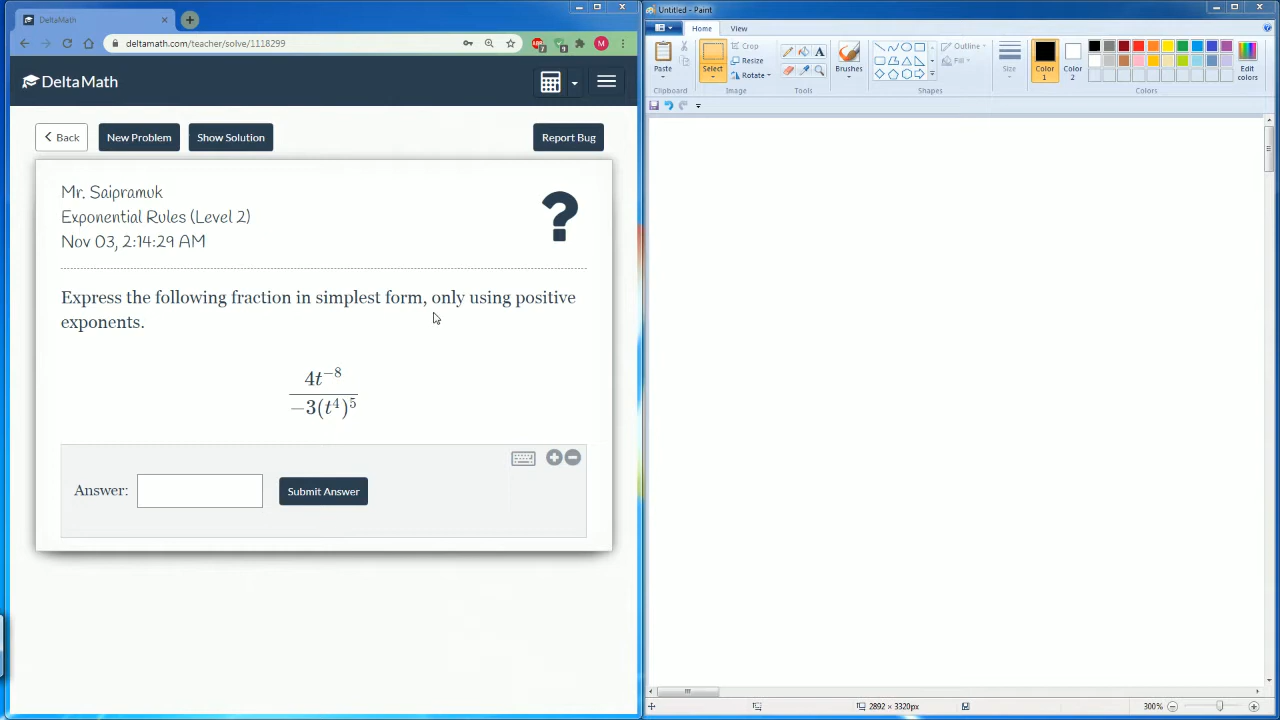 DeltaMath
deltamath.com/teacher/solve/1118299
DeltaMath
Back
New Problem
Show Solution
Report Bug
Mr. Saipramuk
Exponential Rules (Level 2)
Nov 03, 2:14:29 AM
?
Express the following fraction in simplest form, only using positive
exponents.
4t⁻⁸
−3(t⁴)⁵
Answer:
Submit Answer
Untitled - Paint
Home
View
Paste
Clipboard
Select
Crop
Resize
Rotate
Image
A
Tools
Brushes
Shapes
Outline
Fill
Size
Color
1
Color
2
Edit
colors
Colors
2892 × 3320px
300%
M